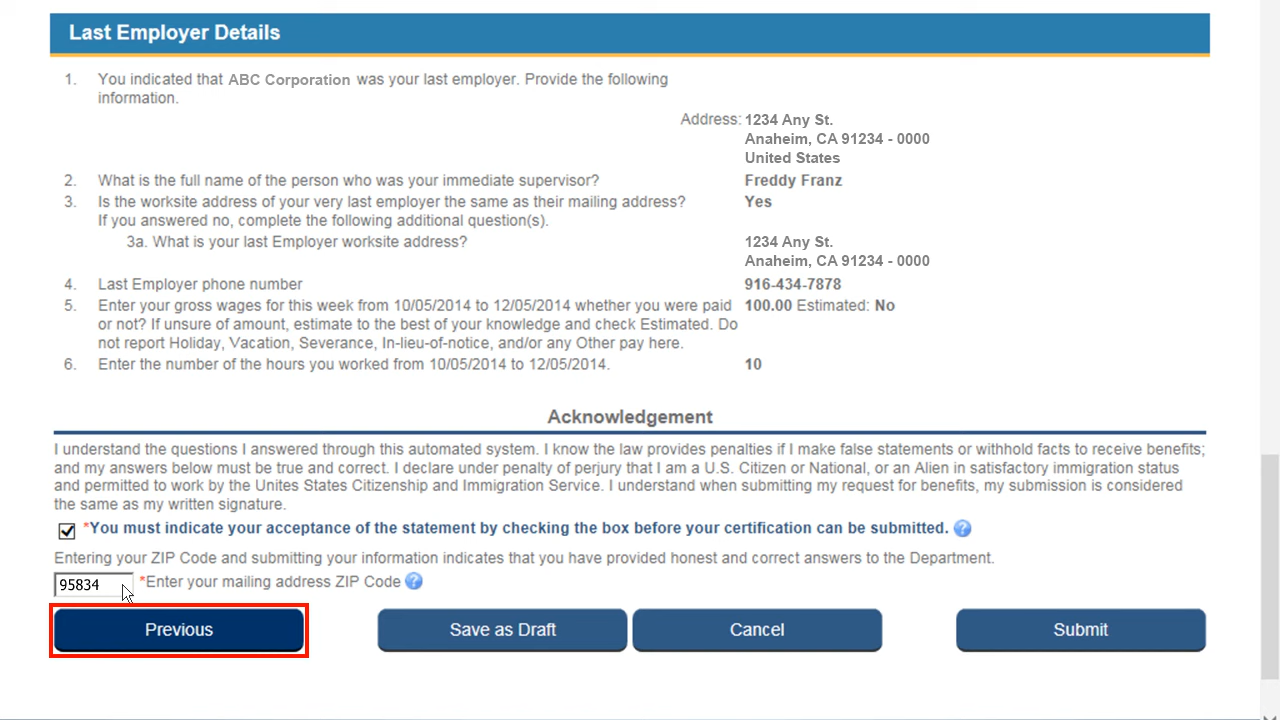 Last Employer Details
1. You indicated that ABC Corporation was your last employer. Provide the following
information.
Address: 1234 Any St.
Anaheim, CA 91234 - 0000
United States
2. What is the full name of the person who was your immediate supervisor? Freddy Franz
3. Is the worksite address of your very last employer the same as their mailing address? Yes
If you answered no, complete the following additional question(s).
3a. What is your last Employer worksite address? 1234 Any St.
Anaheim, CA 91234 - 0000
4. Last Employer phone number 916-434-7878
5. Enter your gross wages for this week from 10/05/2014 to 12/05/2014 whether you were paid 100.00 Estimated: No
or not? If unsure of amount, estimate to the best of your knowledge and check Estimated. Do
not report Holiday, Vacation, Severance, In-lieu-of-notice, and/or any Other pay here.
6. Enter the number of the hours you worked from 10/05/2014 to 12/05/2014. 10
Acknowledgement
I understand the questions I answered through this automated system. I know the law provides penalties if I make false statements or withhold facts to receive benefits;
and my answers below must be true and correct. I declare under penalty of perjury that I am a U.S. Citizen or National, or an Alien in satisfactory immigration status
and permitted to work by the Unites States Citizenship and Immigration Service. I understand when submitting my request for benefits, my submission is considered
the same as my written signature.
*You must indicate your acceptance of the statement by checking the box before your certification can be submitted. ?
Entering your ZIP Code and submitting your information indicates that you have provided honest and correct answers to the Department.
95834 *Enter your mailing address ZIP Code ?
Previous Save as Draft Cancel Submit